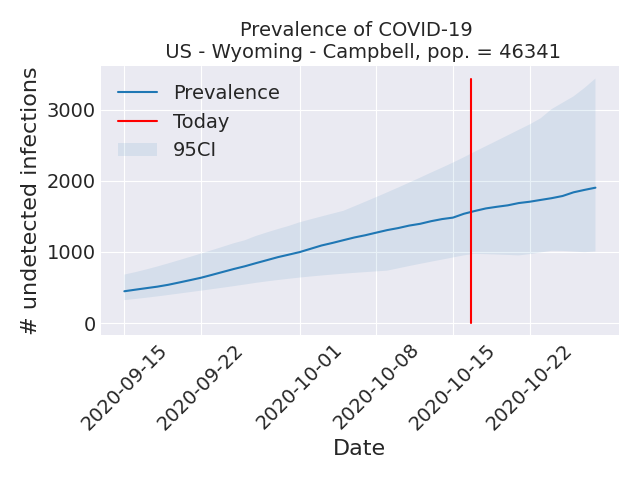 Prevalence of COVID-19
US - Wyoming - Campbell, pop. = 46341
# undetected infections
3000
2000
1000
0
Prevalence
Today
95CI
2020-09-15
2020-09-22
2020-10-01
2020-10-08
2020-10-15
2020-10-22
Date